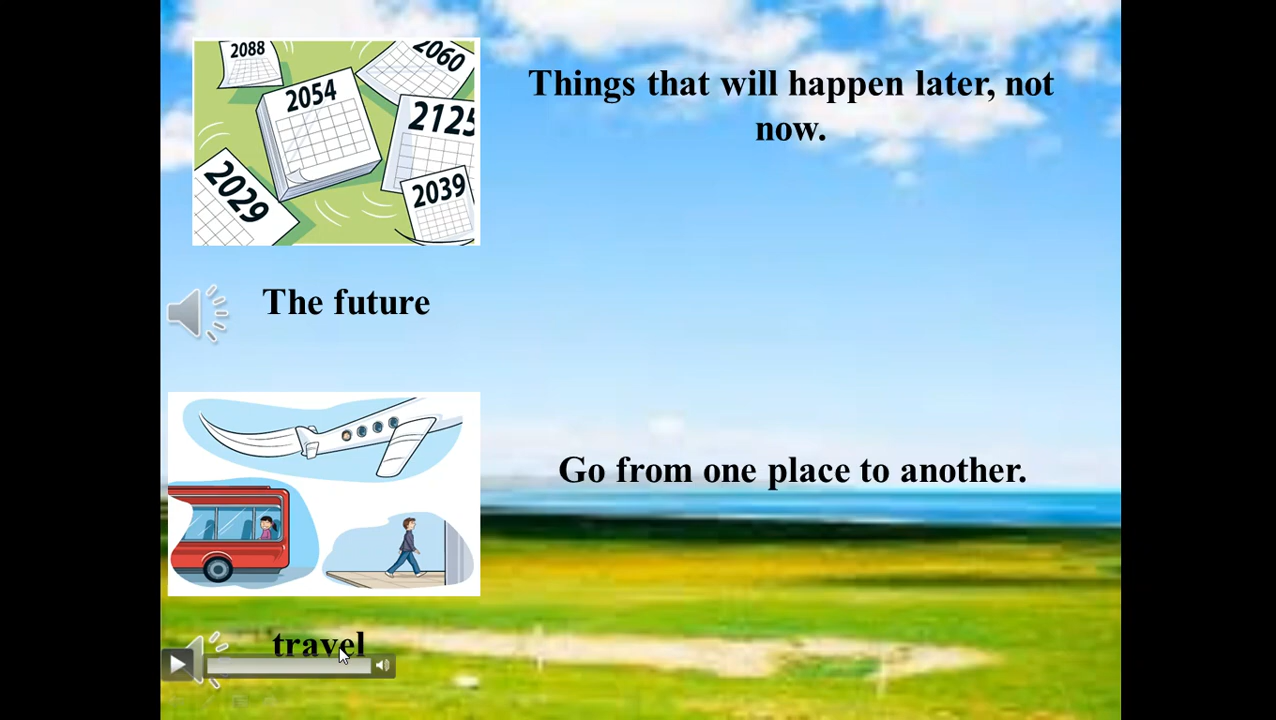 2088
2060
2054
2125
2029
2039
Things that will happen later, not
now.
The future
Go from one place to another.
travel